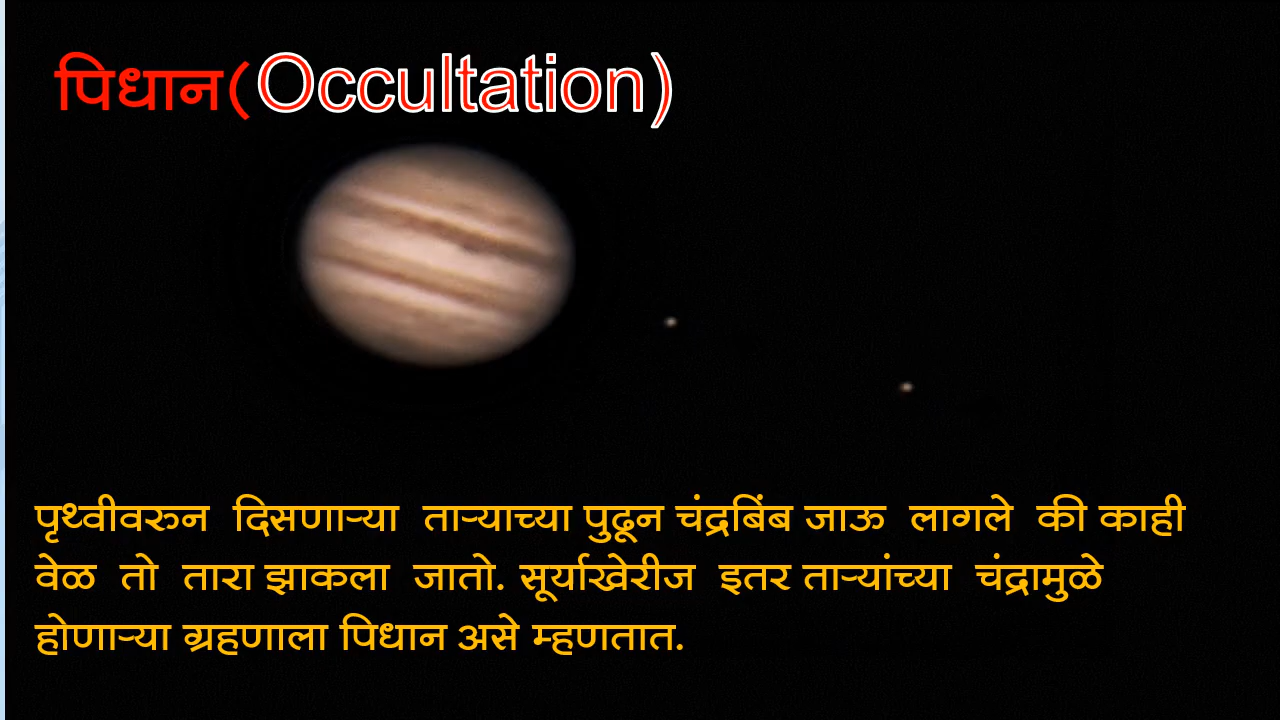 पिधान(Occultation)
पृथ्वीवरुन दिसणाऱ्या ताऱ्याच्या पुढून चंद्रबिंब जाऊ लागले की काही
वेळ तो तारा झाकला जातो. सूर्याखेरीज इतर ताऱ्यांच्या चंद्रामुळे
होणाऱ्या ग्रहणाला पिधान असे म्हणतात.